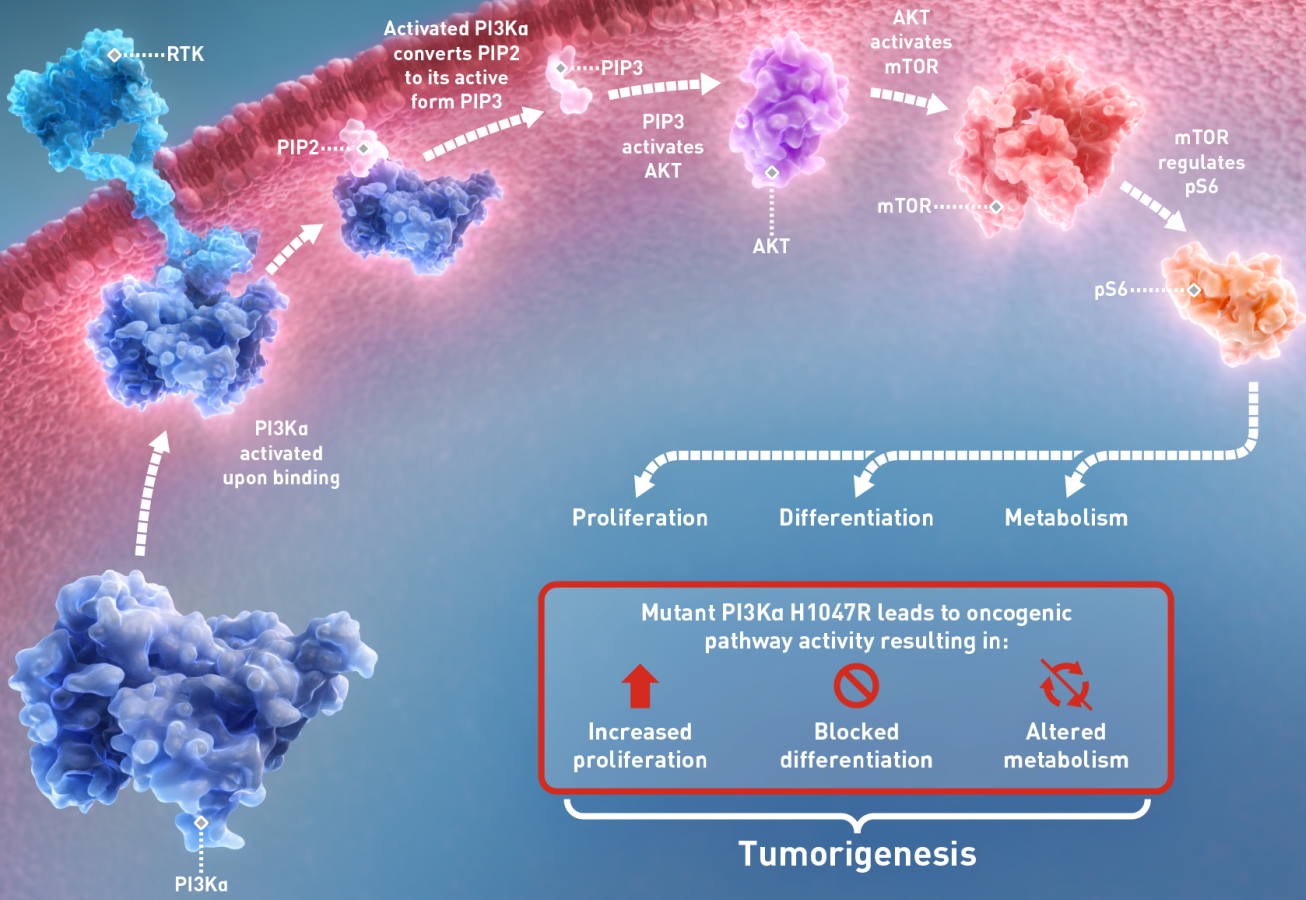 RTK
Activated PI3Kα
converts PIP2
to its active
form PIP3
PIP2
PIP3
PIP3
activates
AKT
AKT
AKT
activates
mTOR
mTOR
mTOR
regulates
pS6
pS6
PI3Kα
activated
upon binding
PI3Kα
Proliferation
Differentiation
Metabolism
Mutant PI3Kα H1047R leads to oncogenic
pathway activity resulting in:
Increased
proliferation
Blocked
differentiation
Altered
metabolism
Tumorigenesis